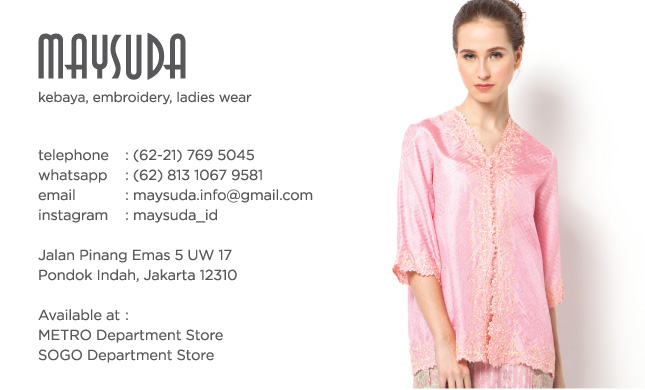 MAYSUDA
kebaya, embroidery, ladies wear
telephone : (62-21) 769 5045
whatsapp : (62) 813 1067 9581
email : maysuda.info@gmail.com
instagram : maysuda_id
Jalan Pinang Emas 5 UW 17
Pondok Indah, Jakarta 12310
Available at :
METRO Department Store
SOGO Department Store